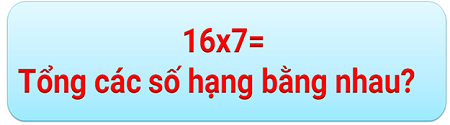 16x7=
Tổng các số hạng bằng nhau?